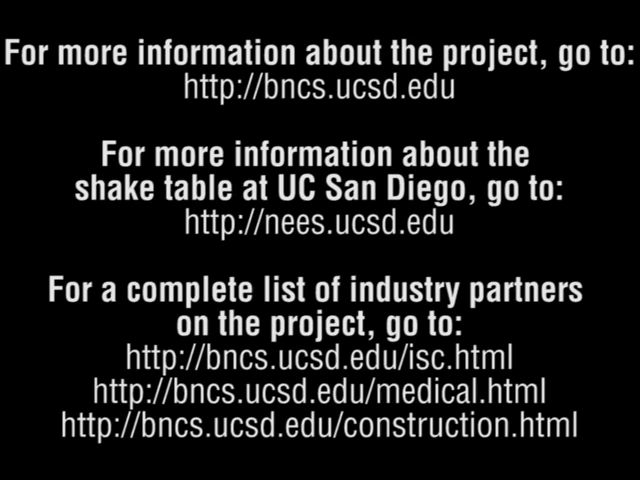 For more information about the project, go to:
http://bncs.ucsd.edu
For more information about the
shake table at UC San Diego, go to:
http://nees.ucsd.edu
For a complete list of industry partners
on the project, go to:
http://bncs.ucsd.edu/isc.html
http://bncs.ucsd.edu/medical.html
http://bncs.ucsd.edu/construction.html